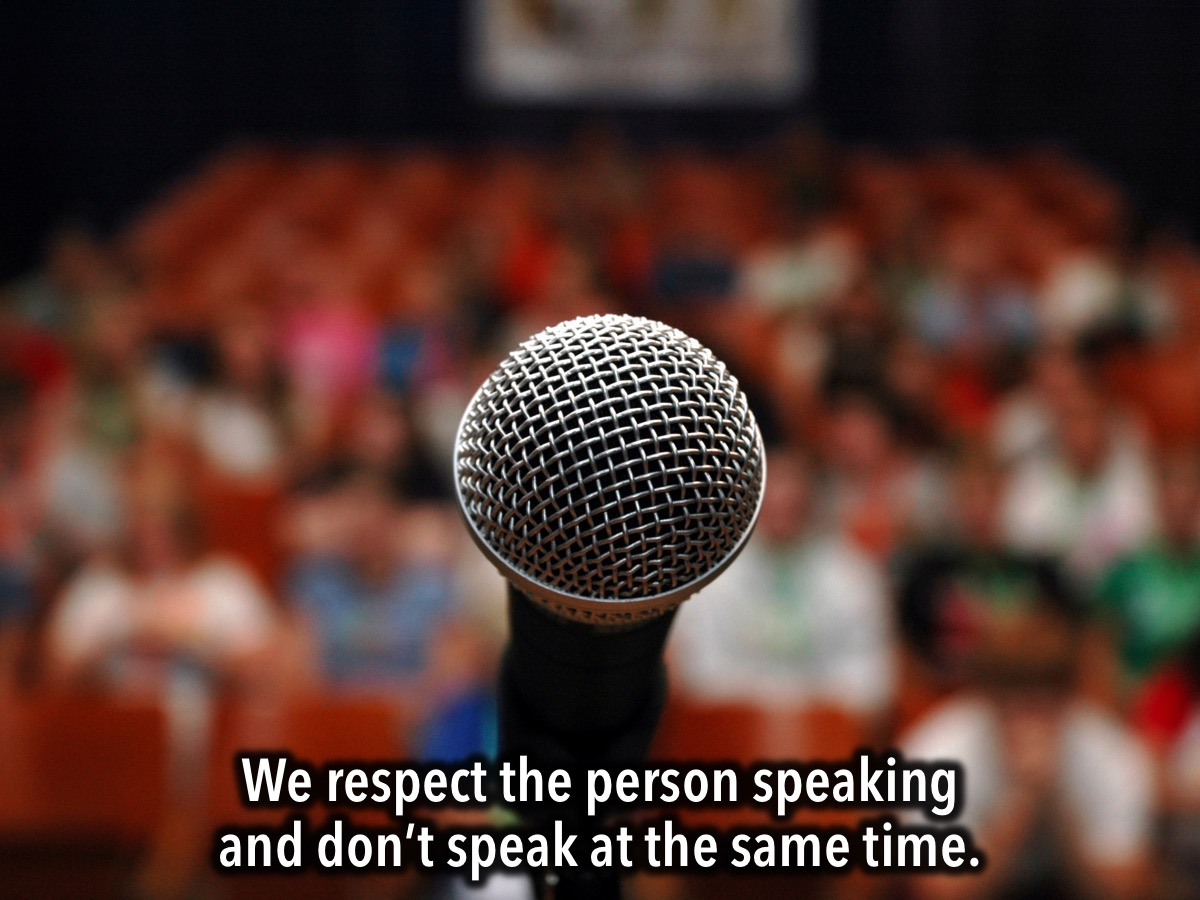 We respect the person speaking
and don’t speak at the same time.